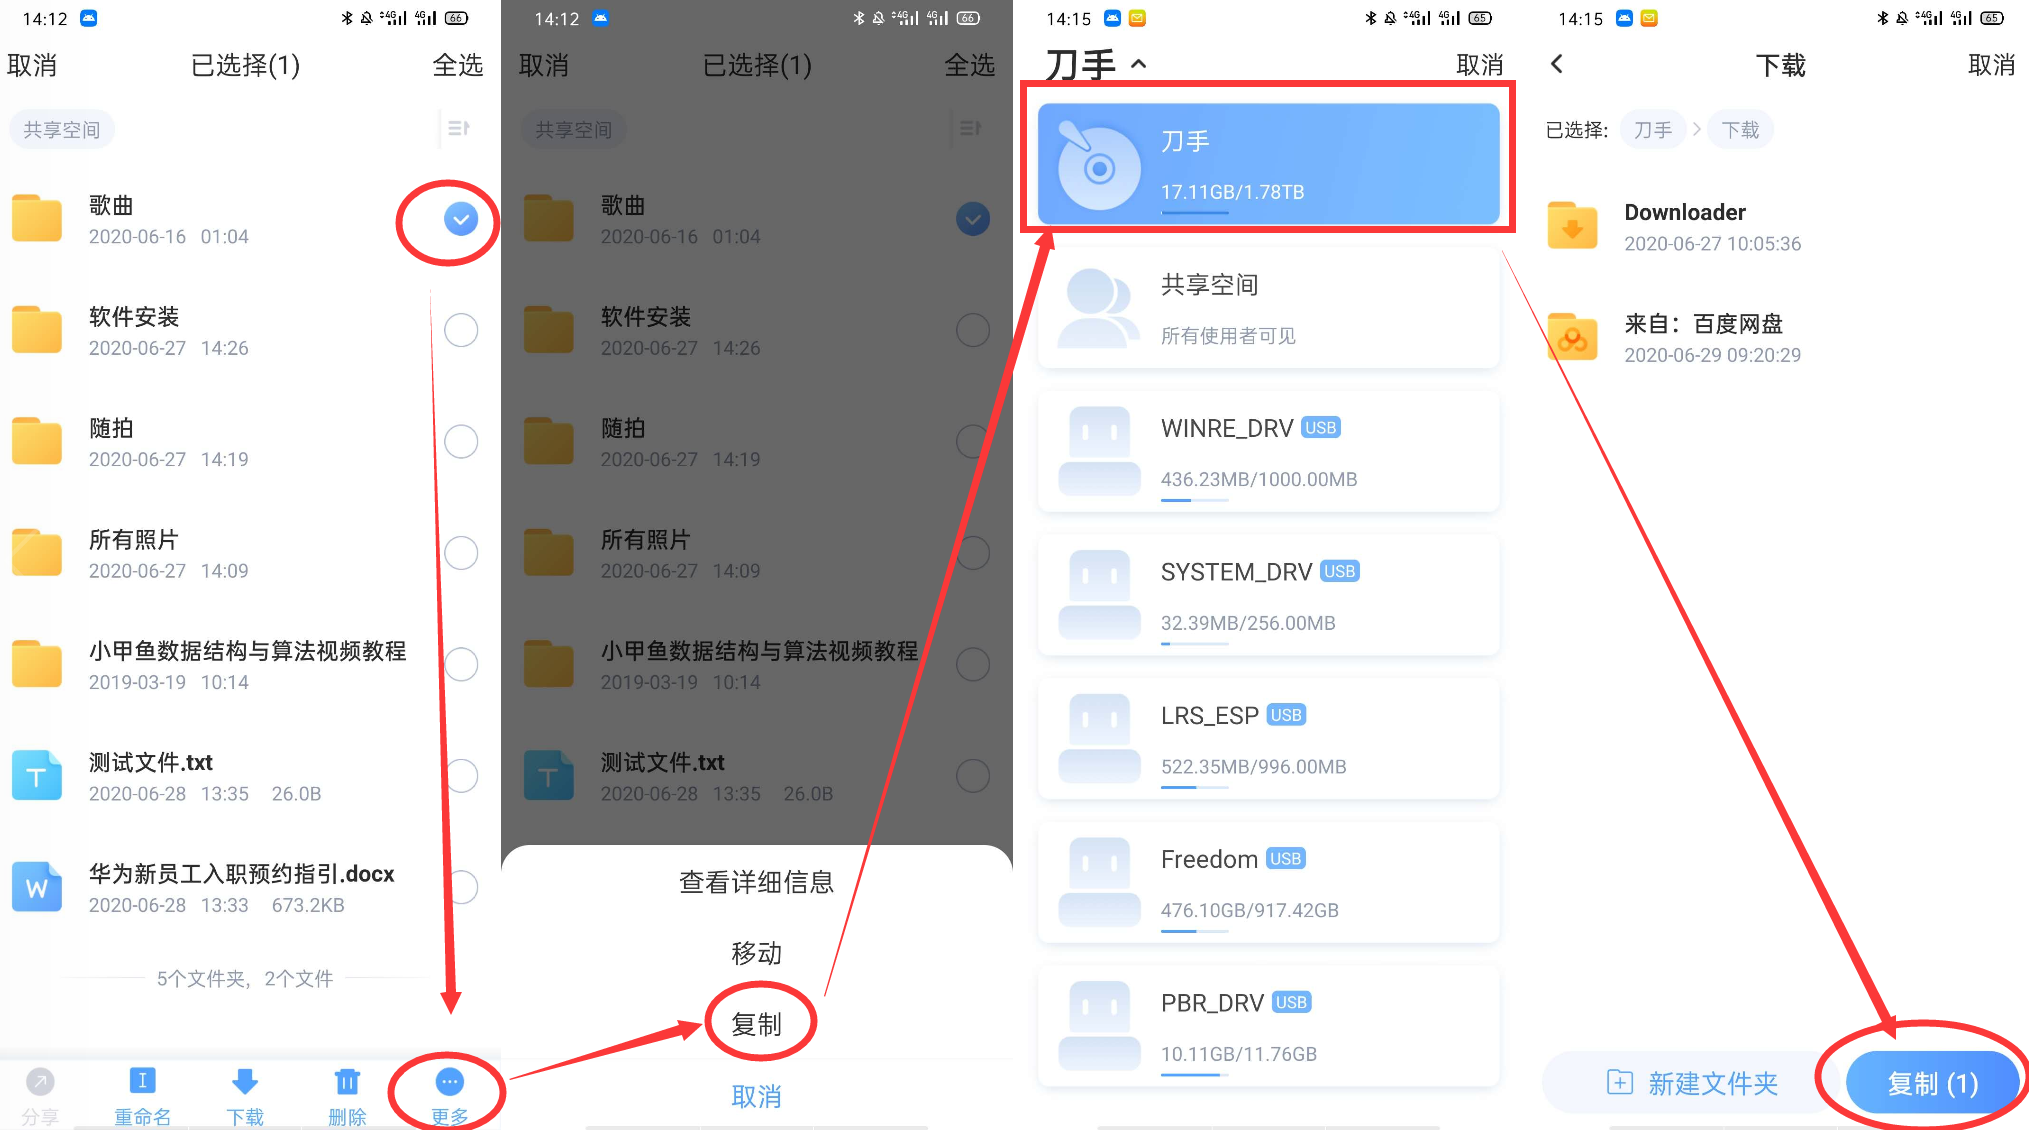 14:12
66
取消
已选择(1)
全选
共享空间
歌曲
2020-06-16 01:04
软件安装
2020-06-27 14:26
随拍
2020-06-27 14:19
所有照片
2020-06-27 14:09
小甲鱼数据结构与算法视频教程
2019-03-19 10:14
测试文件.txt
2020-06-28 13:35 26.0B
华为新员工入职预约指引.docx
2020-06-28 13:33 673.2KB
5个文件夹，2个文件
分享
重命名
下载
删除
更多
14:12
66
取消
已选择(1)
全选
共享空间
歌曲
2020-06-16 01:04
软件安装
2020-06-27 14:26
随拍
2020-06-27 14:19
所有照片
2020-06-27 14:09
小甲鱼数据结构与算法视频教程
2019-03-19 10:14
测试文件.txt
2020-06-28 13:35 26.0B
查看详细信息
移动
复制
取消
14:15
65
刀手
取消
刀手
17.11GB/1.78TB
共享空间
所有使用者可见
WINRE_DRV USB
436.23MB/1000.00MB
SYSTEM_DRV USB
32.39MB/256.00MB
LRS_ESP USB
522.35MB/996.00MB
Freedom USB
476.10GB/917.42GB
PBR_DRV USB
10.11GB/11.76GB
14:15
65
下载
取消
已选择: 刀手 > 下载
Downloader
2020-06-27 10:05:36
来自：百度网盘
2020-06-29 09:20:29
新建文件夹
复制 (1)